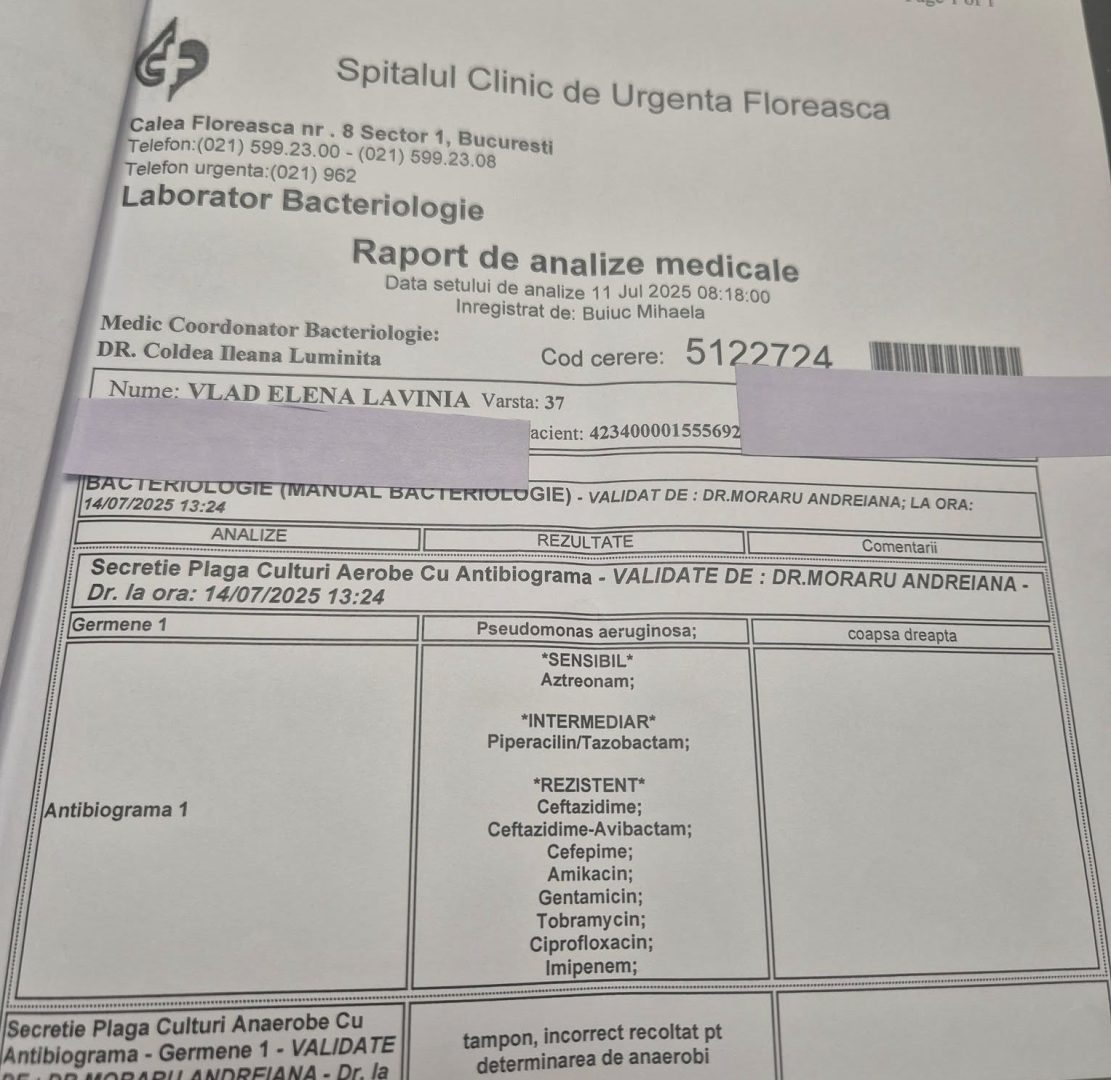 Spitalul Clinic de Urgenta Floreasca
Calea Floreasca nr . 8 Sector 1, Bucuresti
Telefon:(021) 599.23.00 - (021) 599.23.08
Telefon urgenta:(021) 962
Laborator Bacteriologie
Raport de analize medicale
Data setului de analize 11 Jul 2025 08:18:00
Inregistrat de: Buiuc Mihaela
Medic Coordonator Bacteriologie:
DR. Coldea Ileana Luminita
Cod cerere: 5122724
Nume: VLAD ELENA LAVINIA Varsta: 37
acient: 423400001555692
BACTERIOLOGIE (MANUAL BACTERIOLOGIE) - VALIDAT DE : DR.MORARU ANDREIANA; LA ORA:
14/07/2025 13:24
ANALIZE REZULTATE Comentarii
Secretie Plaga Culturi Aerobe Cu Antibiograma - VALIDATE DE : DR.MORARU ANDREIANA -
Dr. la ora: 14/07/2025 13:24
Germene 1 Pseudomonas aeruginosa; coapsa dreapta
*SENSIBIL*
Aztreonam;
*INTERMEDIAR*
Piperacilin/Tazobactam;
*REZISTENT*
Ceftazidime;
Antibiograma 1
Ceftazidime-Avibactam;
Cefepime;
Amikacin;
Gentamicin;
Tobramycin;
Ciprofloxacin;
Imipenem;
Secretie Plaga Culturi Anaerobe Cu
Antibiograma - Germene 1 - VALIDATE
DE : DR.MORARU ANDREIANA - Dr. la
tampon, incorrect recoltat pt
determinarea de anaerobi